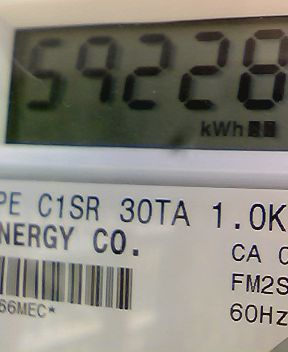 59228
kWh
PE C1SR 30TA 1.0K
NERGY CO.
CA
FM2S
66MEC*
60Hz